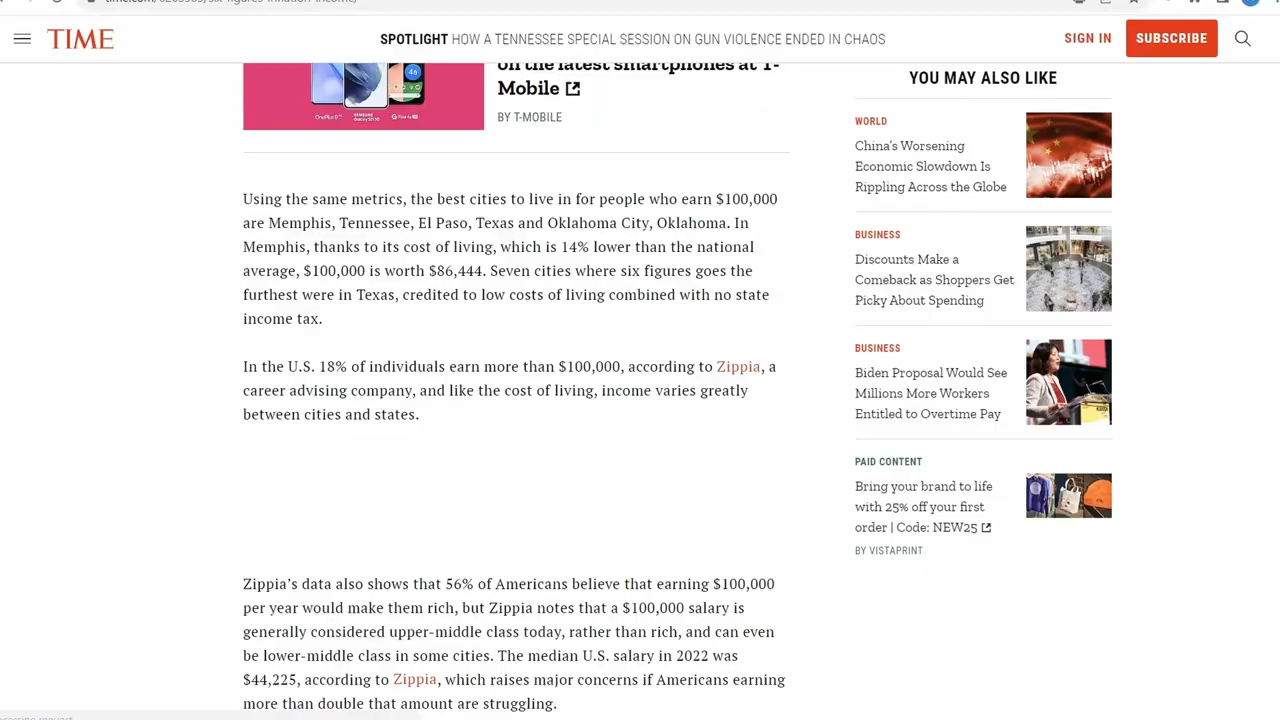 TIME
SPOTLIGHT HOW A TENNESSEE SPECIAL SESSION ON GUN VIOLENCE ENDED IN CHAOS
SIGN IN
SUBSCRIBE
on the latest smartphones at T-
Mobile
BY T-MOBILE
Using the same metrics, the best cities to live in for people who earn $100,000
are Memphis, Tennessee, El Paso, Texas and Oklahoma City, Oklahoma. In
Memphis, thanks to its cost of living, which is 14% lower than the national
average, $100,000 is worth $86,444. Seven cities where six figures goes the
furthest were in Texas, credited to low costs of living combined with no state
income tax.
In the U.S. 18% of individuals earn more than $100,000, according to Zippia, a
career advising company, and like the cost of living, income varies greatly
between cities and states.
Zippia's data also shows that 56% of Americans believe that earning $100,000
per year would make them rich, but Zippia notes that a $100,000 salary is
generally considered upper-middle class today, rather than rich, and can even
be lower-middle class in some cities. The median U.S. salary in 2022 was
$44,225, according to Zippia, which raises major concerns if Americans earning
more than double that amount are struggling.
YOU MAY ALSO LIKE
WORLD
China's Worsening
Economic Slowdown Is
Rippling Across the Globe
BUSINESS
Discounts Make a
Comeback as Shoppers Get
Picky About Spending
BUSINESS
Biden Proposal Would See
Millions More Workers
Entitled to Overtime Pay
PAID CONTENT
Bring your brand to life
with 25% off your first
order | Code: NEW25
BY VISTAPRINT